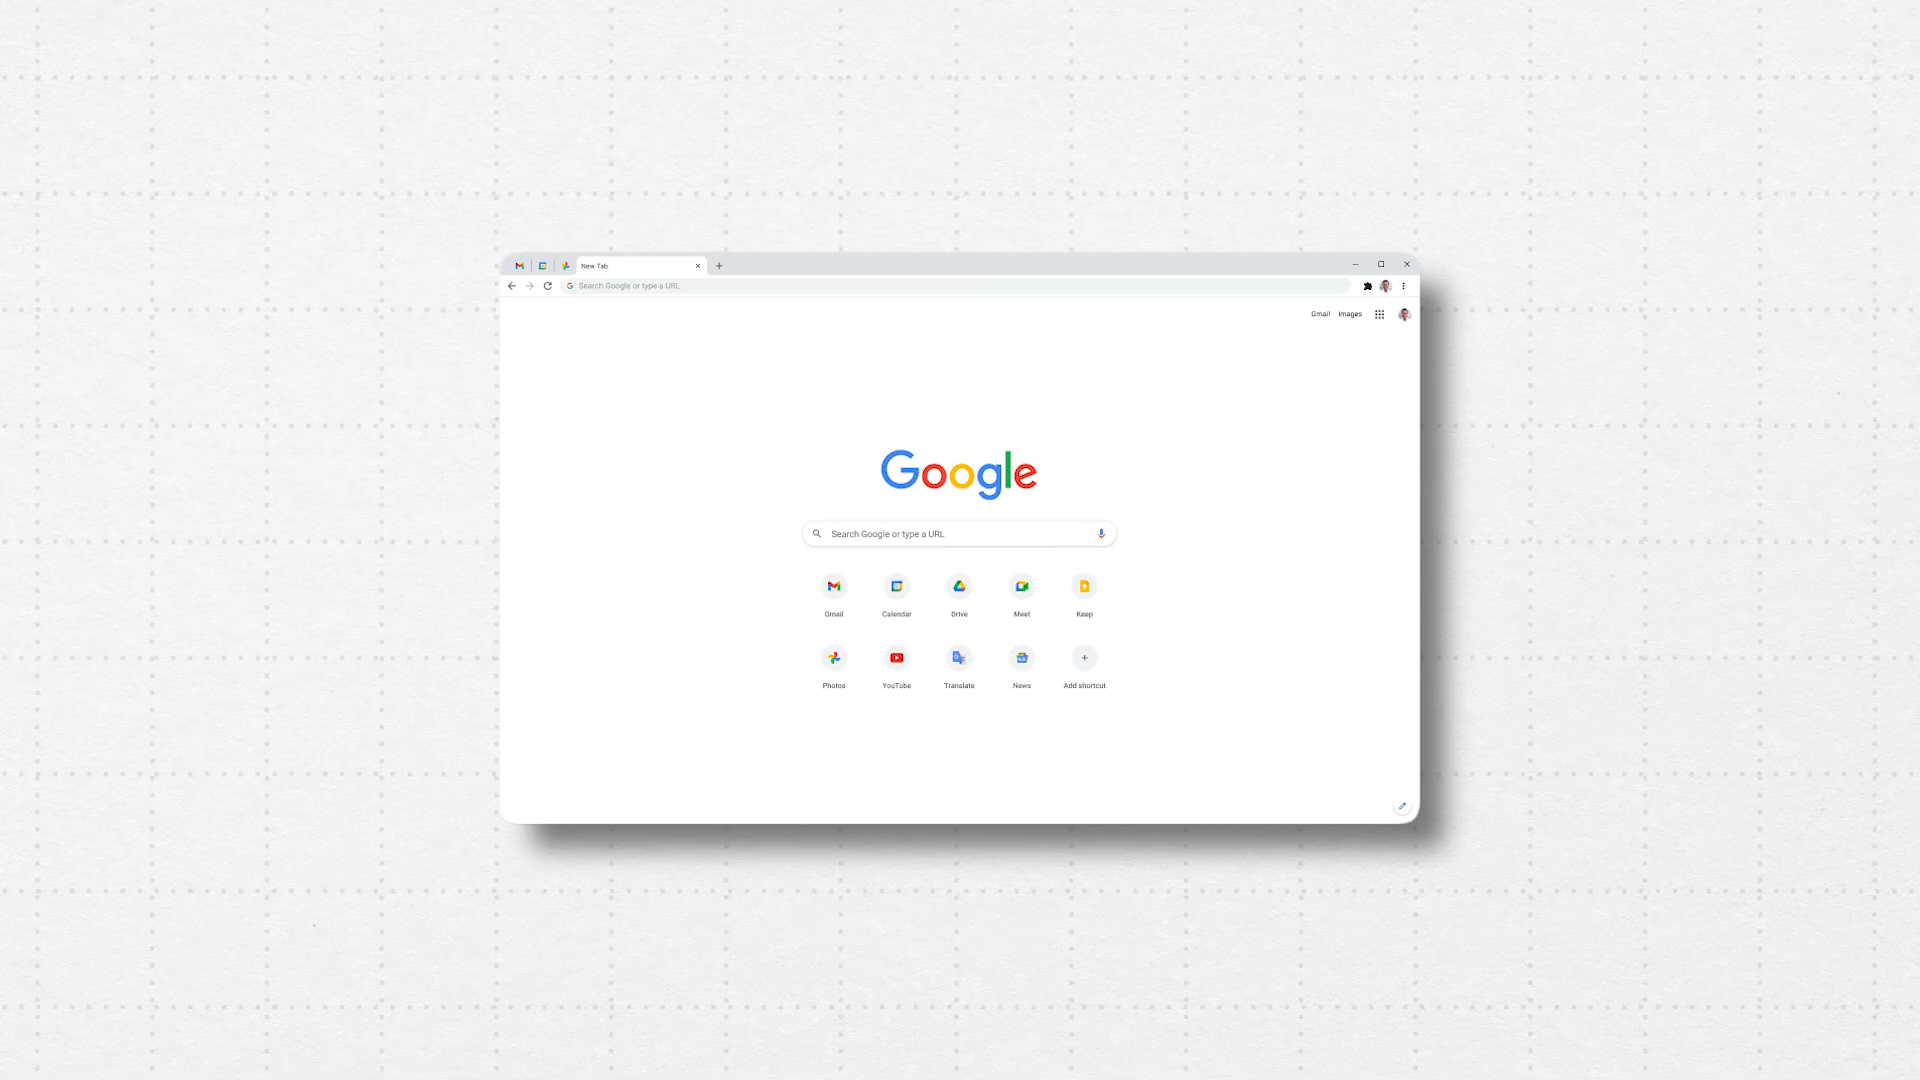 New Tab
Search Google or type a URL
Gmail Images
Google
Search Google or type a URL
Gmail Calendar Drive Meet Keep
Photos YouTube Translate News Add shortcut